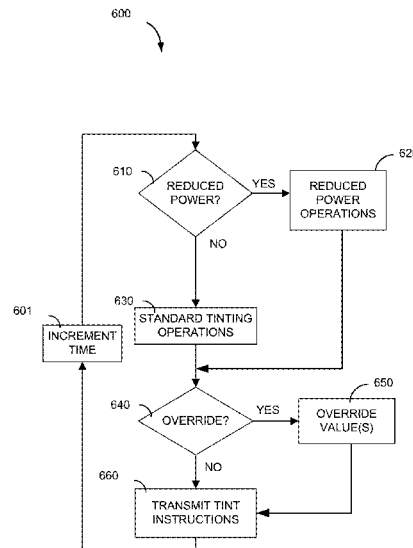 600
610
REDUCED
POWER?
YES
620
REDUCED
POWER
OPERATIONS
NO
630
STANDARD TINTING
OPERATIONS
601
INCREMENT
TIME
640
OVERRIDE?
YES
650
OVERRIDE
VALUE(S)
NO
660
TRANSMIT TINT
INSTRUCTIONS